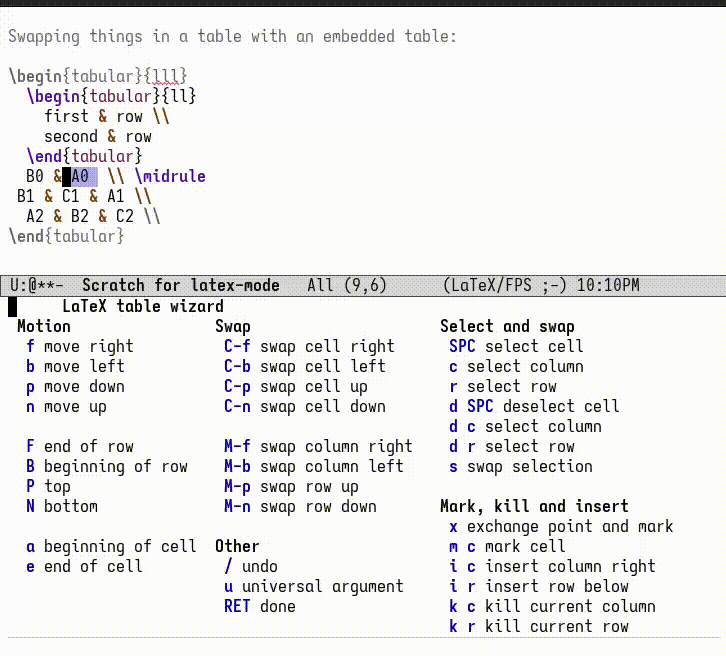 Swapping things in a table with an embedded table:
\begin{tabular}{lll}
\begin{tabular}{ll}
first & row \\
second & row
\end{tabular}
B0 & A0 \\ \midrule
B1 & C1 & A1 \\
A2 & B2 & C2 \\
\end{tabular}
U:@**- Scratch for latex-mode All (9,6) (LaTeX/FPS ;-) 10:10PM
LaTeX table wizard
Motion Swap Select and swap
f move right C-f swap cell right SPC select cell
b move left C-b swap cell left c select column
p move down C-p swap cell up r select row
n move up C-n swap cell down d SPC deselect cell
d c select column
F end of row M-f swap column right d r select row
B beginning of row M-b swap column left s swap selection
P top M-p swap row up
N bottom M-n swap row down Mark, kill and insert
x exchange point and mark
a beginning of cell Other m c mark cell
e end of cell / undo i c insert column right
u universal argument i r insert row below
RET done k c kill current column
k r kill current row